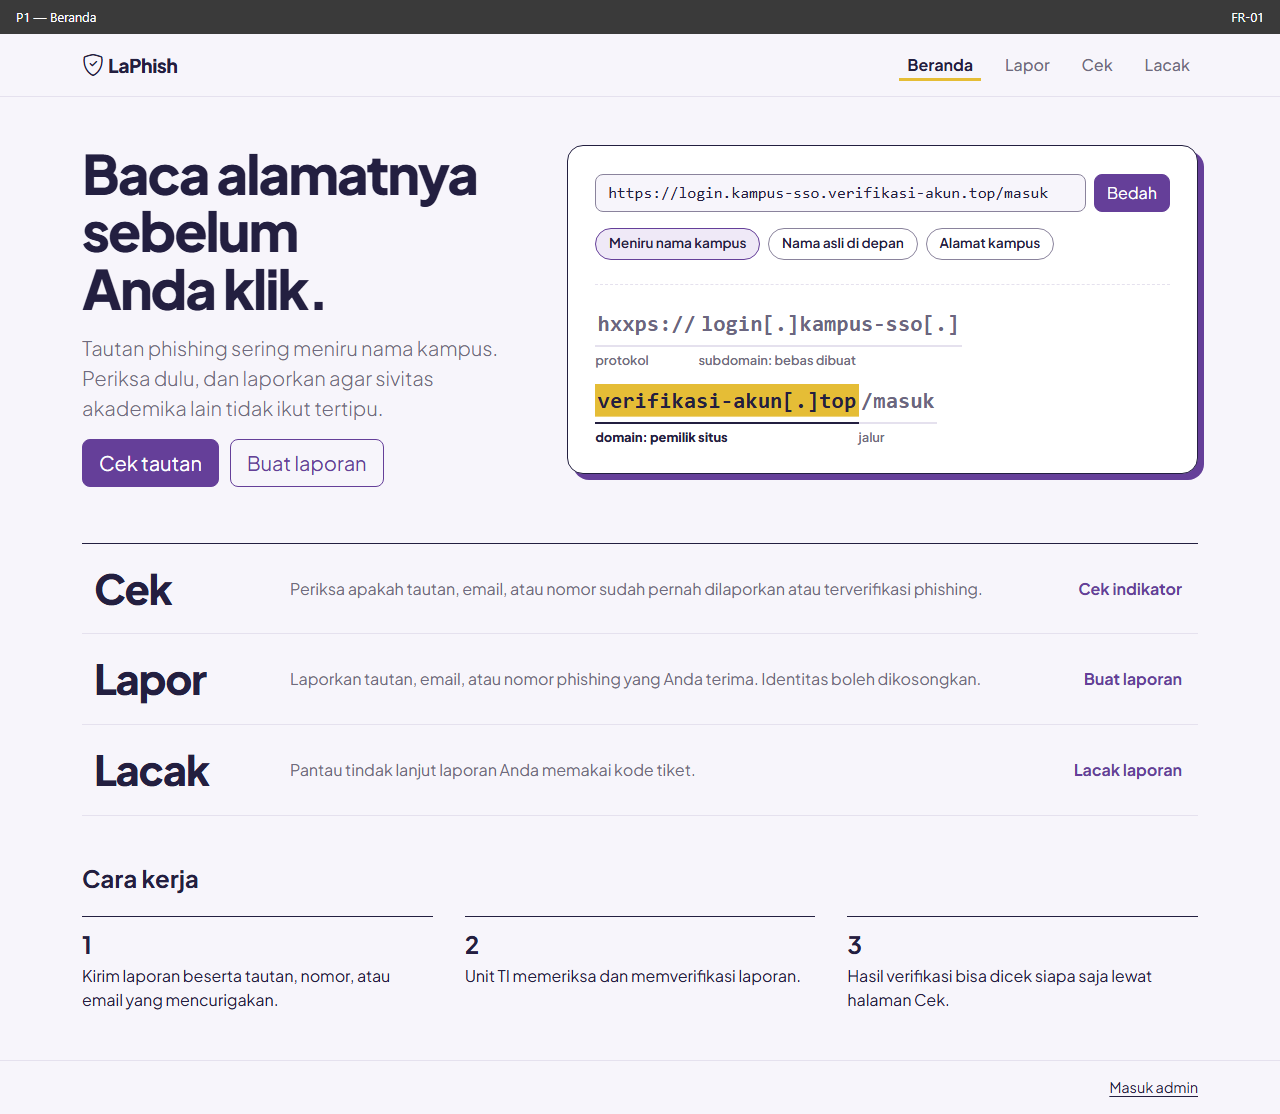 P1 — Beranda
FR-01
LaPhish
Beranda
Lapor
Cek
Lacak
Baca alamatnya
sebelum
Anda klik.
Tautan phishing sering meniru nama kampus.
Periksa dulu, dan laporkan agar sivitas
akademika lain tidak ikut tertipu.
Cek tautan
Buat laporan
https://login.kampus-sso.verifikasi-akun.top/masuk
Bedah
Meniru nama kampus
Nama asli di depan
Alamat kampus
hxxps:// login[.]kampus-sso[.]
protokol
subdomain: bebas dibuat
verifikasi-akun[.]top /masuk
domain: pemilik situs
jalur
Cek
Periksa apakah tautan, email, atau nomor sudah pernah dilaporkan atau terverifikasi phishing.
Cek indikator
Lapor
Laporkan tautan, email, atau nomor phishing yang Anda terima. Identitas boleh dikosongkan.
Buat laporan
Lacak
Pantau tindak lanjut laporan Anda memakai kode tiket.
Lacak laporan
Cara kerja
1
Kirim laporan beserta tautan, nomor, atau
email yang mencurigakan.
2
Unit TI memeriksa dan memverifikasi laporan.
3
Hasil verifikasi bisa dicek siapa saja lewat
halaman Cek.
Masuk admin